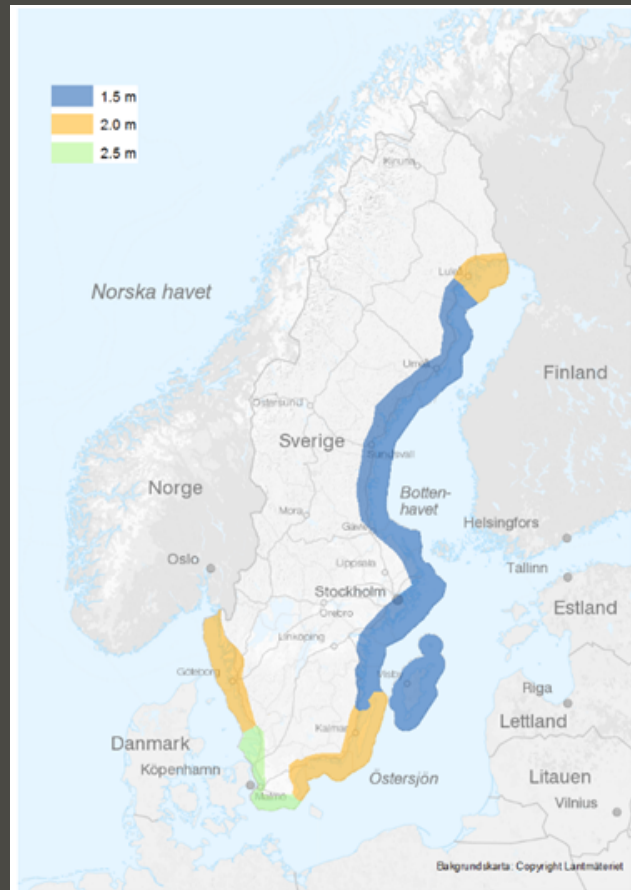 1.5 m
2.0 m
2.5 m
Kiruna
Norska havet
Luleå
Umeå
Finland
Östersund
Sverige
Sundsvall
Norge
Botten-
havet
Mora
Gävle
Helsingfors
Oslo
Uppsala
Tallinn
Stockholm
Örebro
Estland
Linköping
Göteborg
Visby
Riga
Lettland
Kalmar
Danmark
Köpenhamn
Östersjön
Litauen
Malmö
Vilnius
Bakgrundskarta: Copyright Lantmäteriet